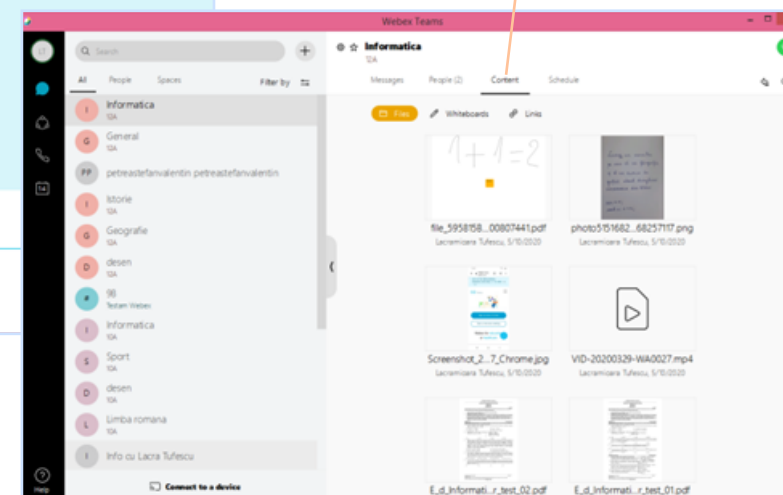 Webex Teams
LT
Search
All People Spaces Filter by
I Informatica
12A
G General
12A
PP petreastefanvalentin petreastefanvalentin
I Istorie
12A
G Geografie
12A
D desen
12A
# 9B
Testam Webex
I Informatica
10A
S Sport
10A
D desen
10A
L Limba romana
10A
I Info cu Lacra Tufescu
Connect to a device
14
Help
Informatica
12A
Messages People (2) Content Schedule
Files Whiteboards Links
1+1=2
file_5958158...00807441.pdf
Lacramioara Tufescu, 5/10/2020
photo5151682...68257117.png
Lacramioara Tufescu, 5/10/2020
Screenshot_2...7_Chrome.jpg
Lacramioara Tufescu, 5/10/2020
VID-20200329-WA0027.mp4
Lacramioara Tufescu, 5/10/2020
E_d_Informati...r_test_02.pdf
E_d_Informati...r_test_01.pdf